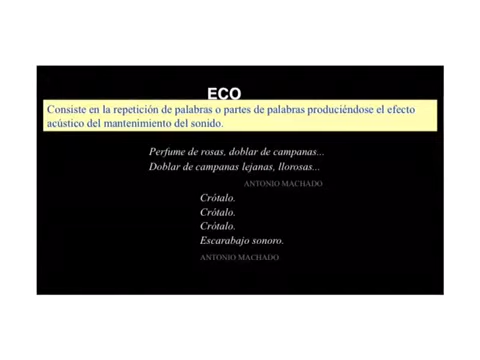 ECO
Consiste en la repetición de palabras o partes de palabras produciéndose el efecto
acústico del mantenimiento del sonido.
Perfume de rosas, doblar de campanas...
Doblar de campanas lejanas, llorosas...
ANTONIO MACHADO
Crótalo.
Crótalo.
Crótalo.
Escarabajo sonoro.
ANTONIO MACHADO